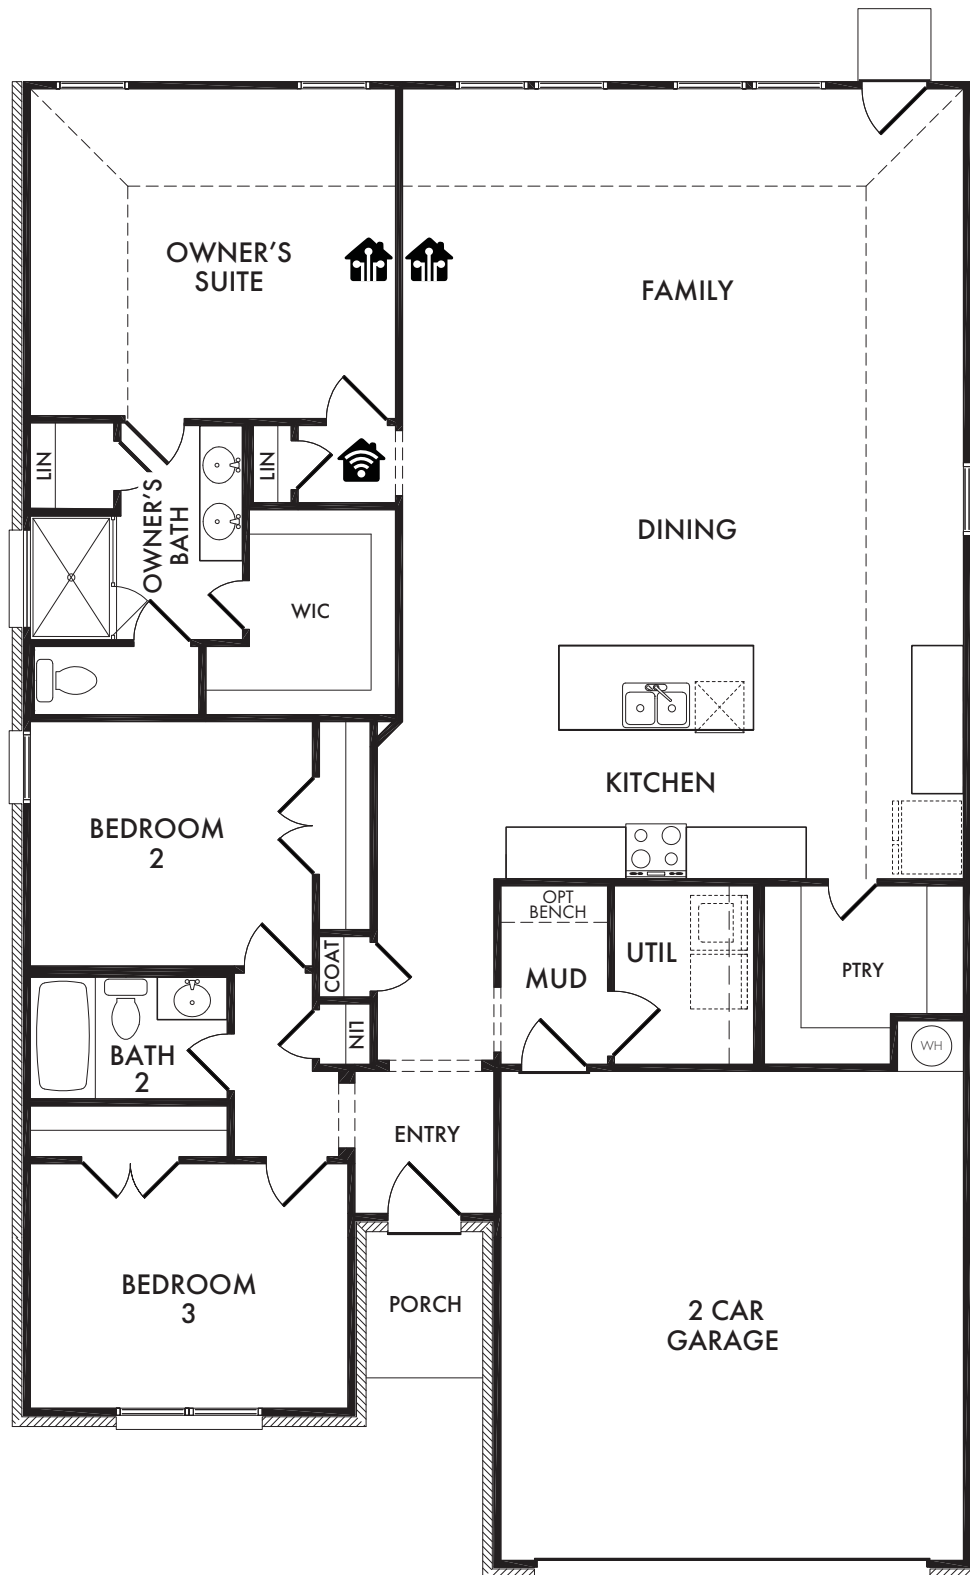 OWNER'S
SUITE
FAMILY
LIN
OWNER'S
BATH
LIN
DINING
WIC
KITCHEN
BEDROOM
2
OPT
BENCH
MUD
UTIL
PTRY
COAT
LIN
WH
BATH
2
ENTRY
BEDROOM
3
PORCH
2 CAR
GARAGE